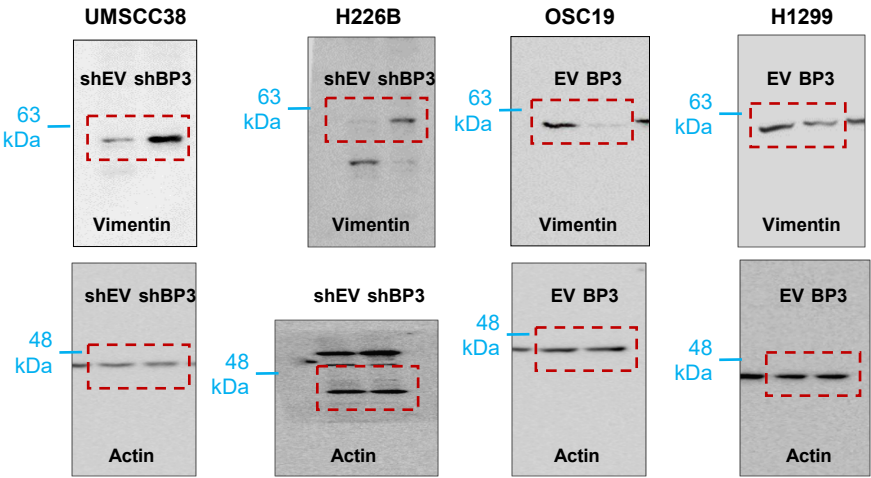 UMSCC38 H226B OSC19 H1299
shEV shBP3 shEV shBP3 EV BP3 EV BP3
63 kDa 63 kDa 63 kDa 63 kDa
Vimentin Vimentin Vimentin Vimentin
shEV shBP3 shEV shBP3 EV BP3 EV BP3
48 kDa 48 kDa 48 kDa 48 kDa
Actin Actin Actin Actin